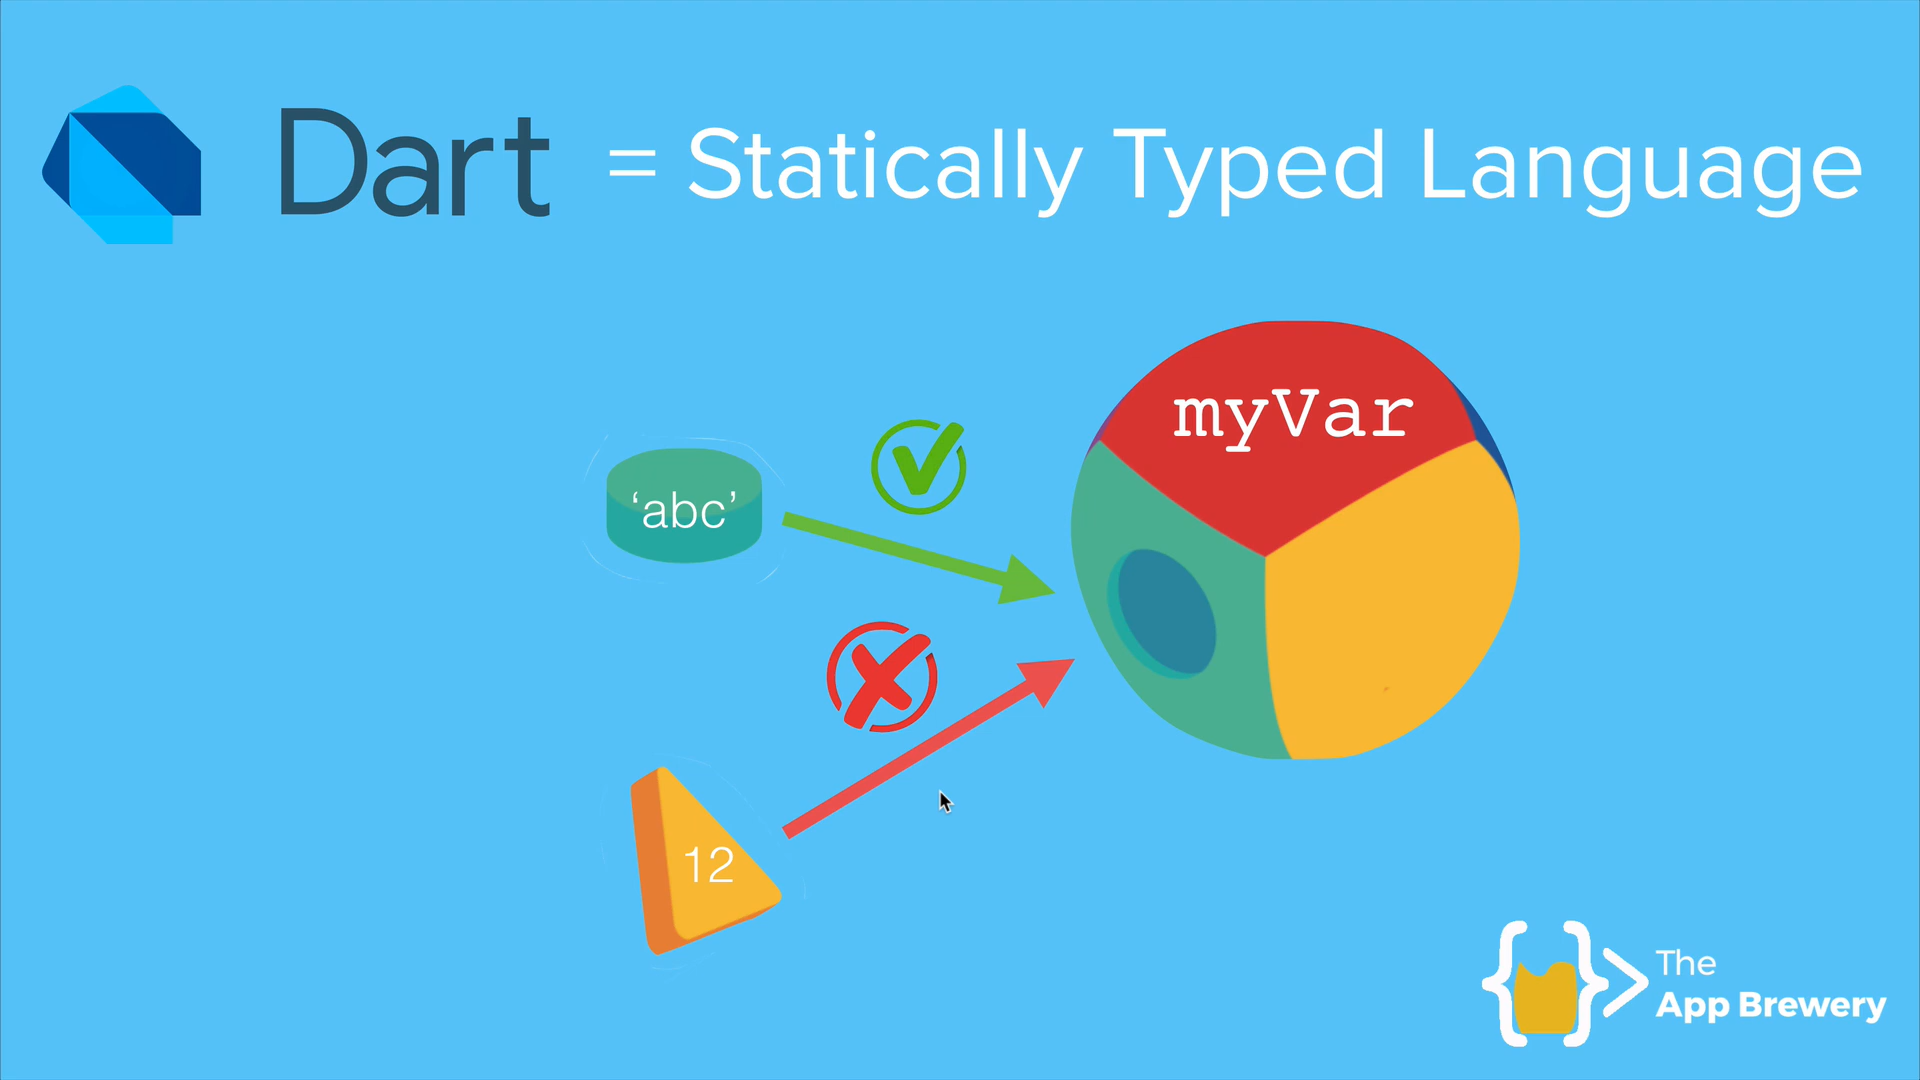 Dart = Statically Typed Language
myVar
‘abc’
12
The
App Brewery